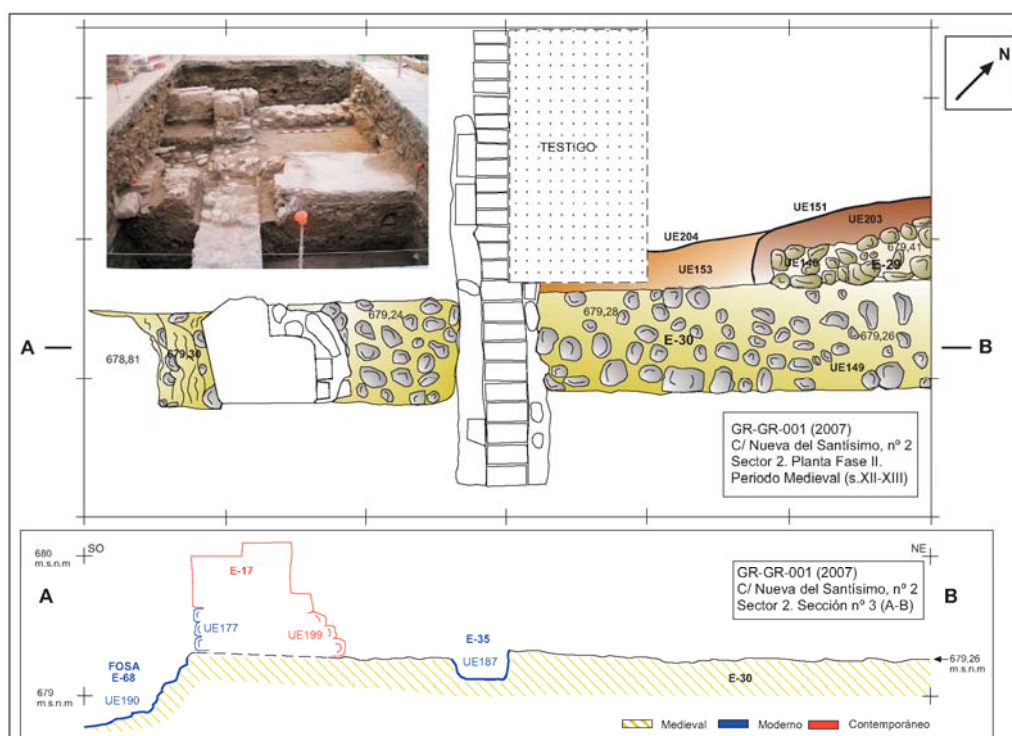 N
TESTIGO
UE151
UE203
UE204
679,41
UE148
E-29
UE153
679,24
679,28
A
678,81
679,30
E-30
679,26
B
UE149
GR-GR-001 (2007)
C/ Nueva del Santísimo, nº 2
Sector 2. Planta Fase II.
Periodo Medieval (s.XII-XIII)
680
m.s.n.m
SO
NE
A
E-17
GR-GR-001 (2007)
C/ Nueva del Santísimo, nº 2
Sector 2. Sección nº 3 (A-B)
B
UE177
UE199
E-35
UE187
FOSA
E-68
UE190
679,26
m.s.n.m
679
m.s.n.m
E-30
Medieval
Moderno
Contemporáneo